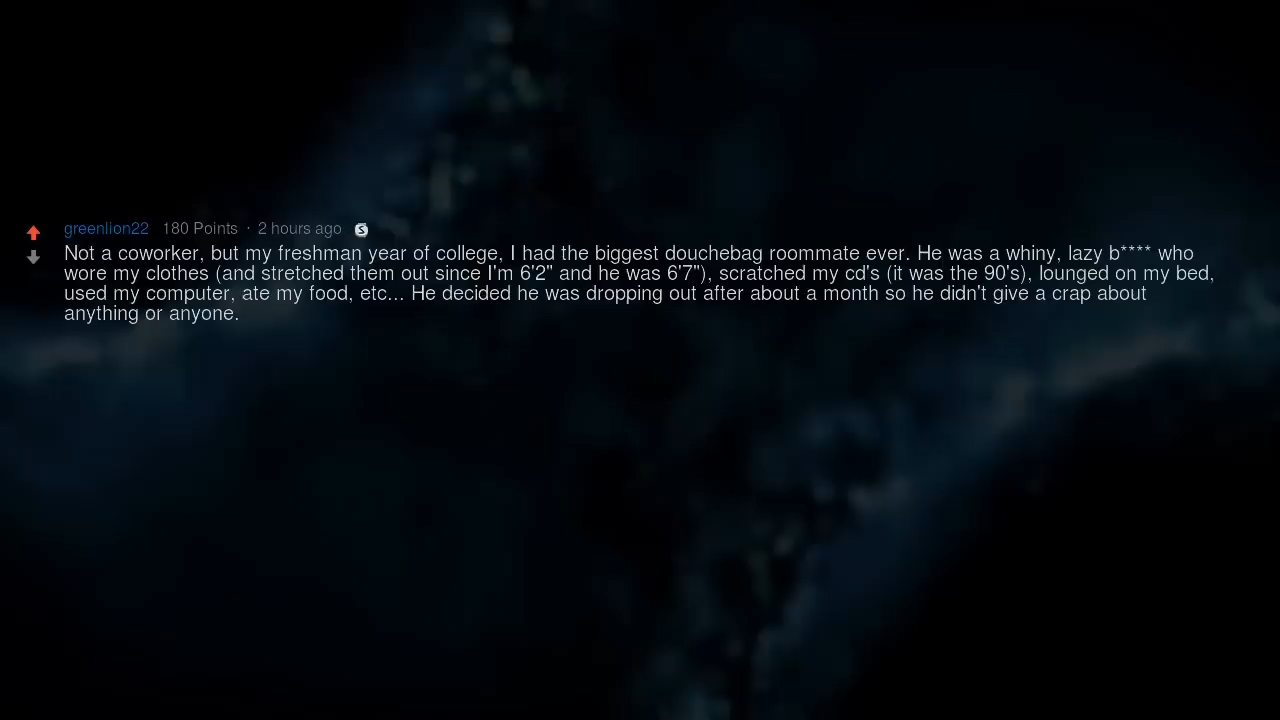 greenlion22 180 Points · 2 hours ago
Not a coworker, but my freshman year of college, I had the biggest douchebag roommate ever. He was a whiny, lazy b**** who
wore my clothes (and stretched them out since I'm 6'2" and he was 6'7"), scratched my cd's (it was the 90's), lounged on my bed,
used my computer, ate my food, etc... He decided he was dropping out after about a month so he didn't give a crap about
anything or anyone.